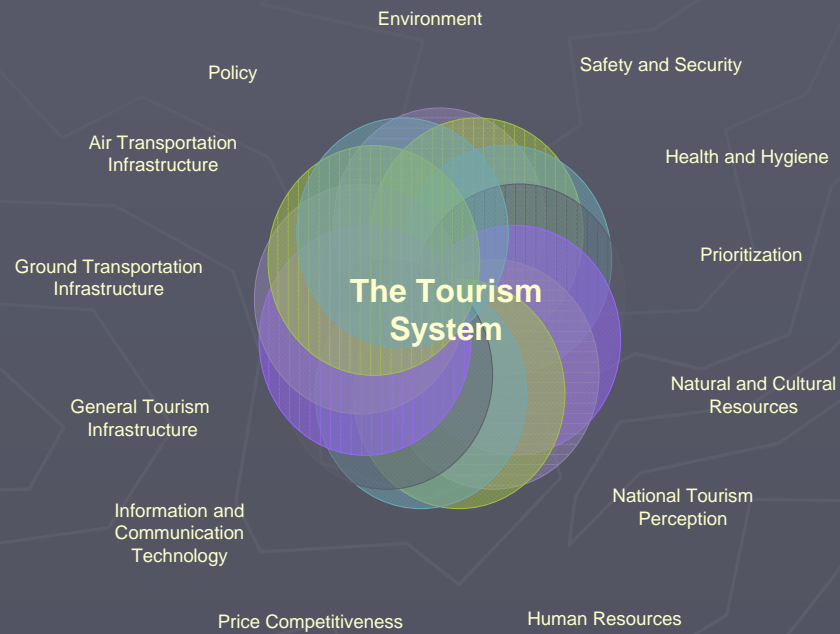 Environment
Safety and Security
Policy
Air Transportation
Infrastructure
Health and Hygiene
Prioritization
Ground Transportation
Infrastructure
The Tourism
System
Natural and Cultural
Resources
General Tourism
Infrastructure
National Tourism
Perception
Information and
Communication
Technology
Human Resources
Price Competitiveness